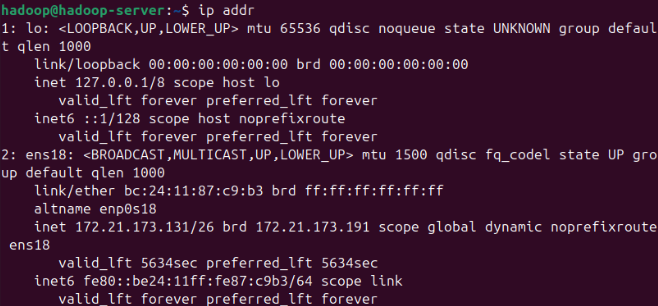 hadoop@hadoop-server:~$ ip addr
1: lo: <LOOPBACK,UP,LOWER_UP> mtu 65536 qdisc noqueue state UNKNOWN group defaul
t qlen 1000
    link/loopback 00:00:00:00:00:00 brd 00:00:00:00:00:00
    inet 127.0.0.1/8 scope host lo
       valid_lft forever preferred_lft forever
    inet6 ::1/128 scope host noprefixroute
       valid_lft forever preferred_lft forever
2: ens18: <BROADCAST,MULTICAST,UP,LOWER_UP> mtu 1500 qdisc fq_codel state UP gro
up default qlen 1000
    link/ether bc:24:11:87:c9:b3 brd ff:ff:ff:ff:ff:ff
    altname enp0s18
    inet 172.21.173.131/26 brd 172.21.173.191 scope global dynamic noprefixroute
 ens18
       valid_lft 5634sec preferred_lft 5634sec
    inet6 fe80::be24:11ff:fe87:c9b3/64 scope link
       valid_lft forever preferred_lft forever